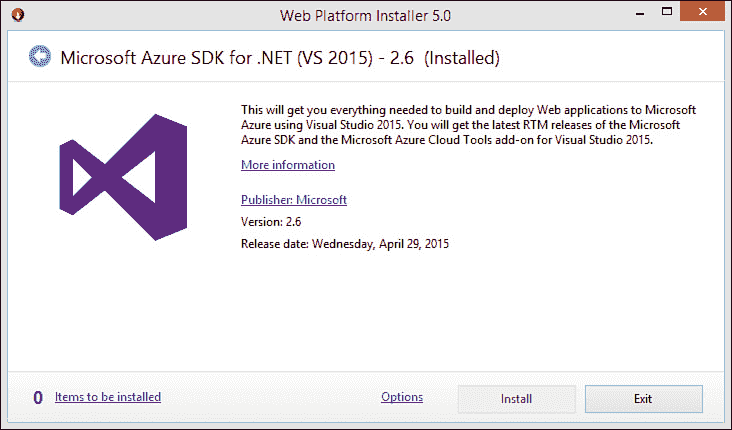 Web Platform Installer 5.0
Microsoft Azure SDK for .NET (VS 2015) - 2.6 (Installed)
This will get you everything needed to build and deploy Web applications to Microsoft
Azure using Visual Studio 2015. You will get the latest RTM releases of the Microsoft
Azure SDK and the Microsoft Azure Cloud Tools add-on for Visual Studio 2015.
More information
Publisher: Microsoft
Version: 2.6
Release date: Wednesday, April 29, 2015
0 Items to be installed Options Install Exit